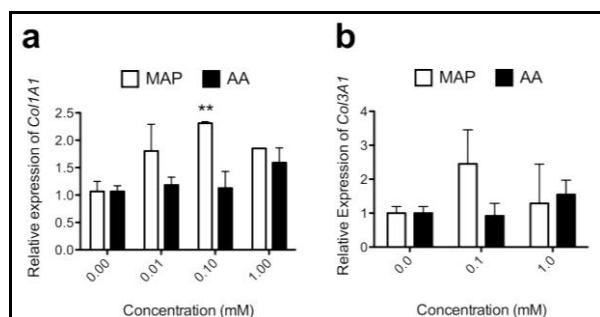 a
MAP AA
**
Relative expression of Col1A1
2.5
2.0
1.5
1.0
0.5
0.0
0.00 0.01 0.10 1.00
Concentration (mM)
b
MAP AA
Relative Expression of Col3A1
4
3
2
1
0
0.0 0.1 1.0
Concentration (mM)